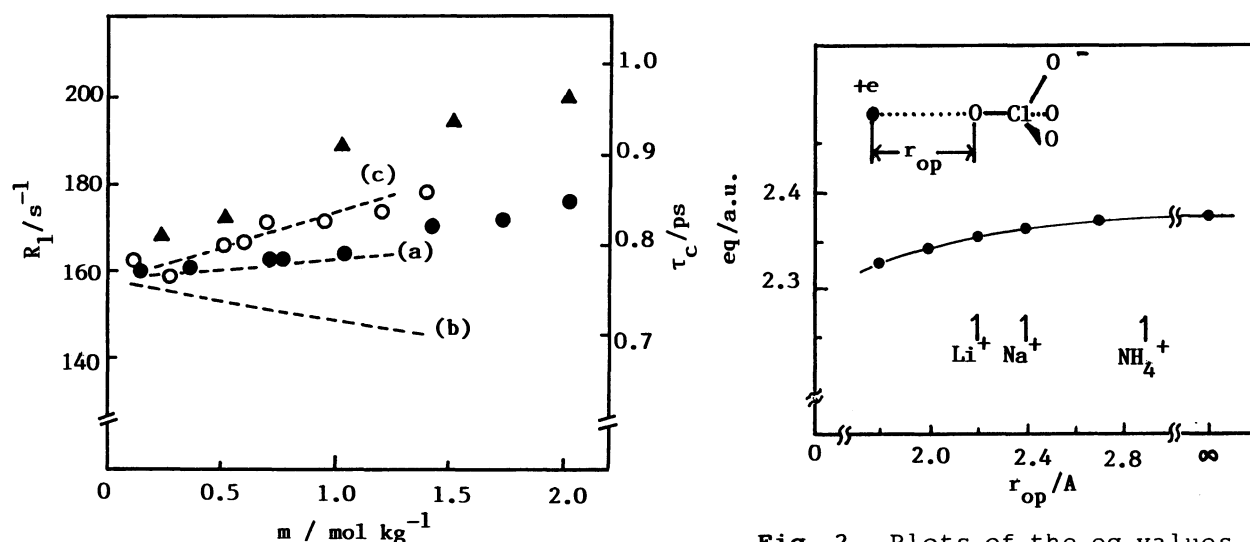 200
180
160
140
R1/s⁻¹
(c)
(a)
(b)
1.0
0.9
0.8
0.7
τc/ps
0
0.5
1.0
1.5
2.0
m / mol kg⁻¹
O⁻
+e
O
Cl
O
O
r_op
2.4
2.3
eq/a.u.
Li⁺
Na⁺
NH₄⁺
0
2.0
2.4
2.8
∞
r_op/A
Fig. 2. Plots of the eq values